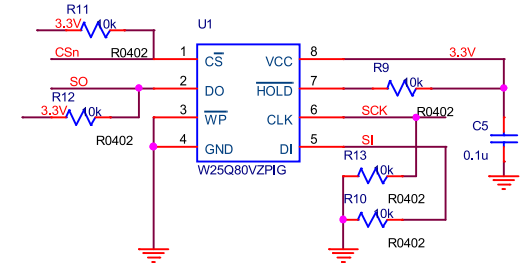 R11
3.3V 10k
U1
CSn R0402
1 CS VCC 8 3.3V
SO
2 DO HOLD 7 R9 10k
R12
3.3V 10k
3 WP CLK 6 SCK R0402
R0402
4 GND DI 5 SI
C5
0.1u
W25Q80VZPIG
R13
10k
R0402
R10
10k
R0402